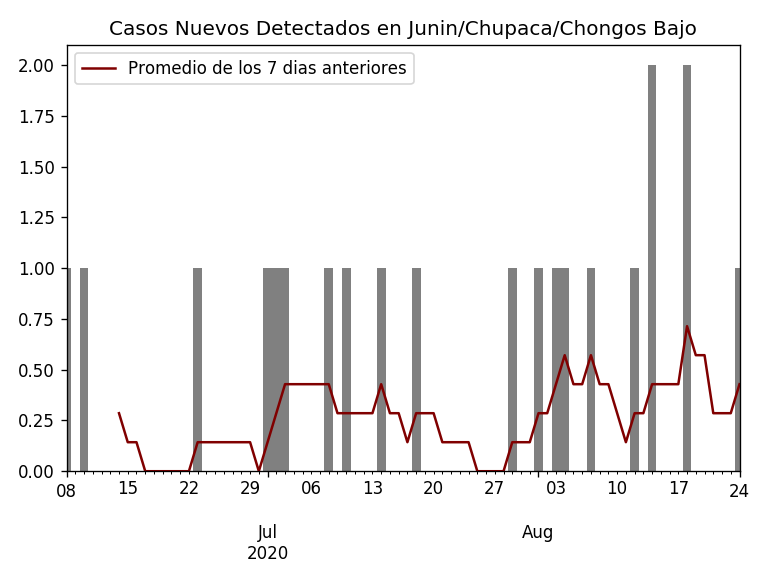 Casos Nuevos Detectados en Junin/Chupaca/Chongos Bajo
Promedio de los 7 dias anteriores
2.00
1.75
1.50
1.25
1.00
0.75
0.50
0.25
0.00
08 15 22 29 06 13 20 27 03 10 17 24
Jul Aug
2020